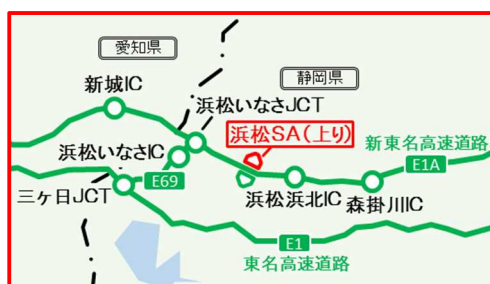 愛知県
静岡県
新城IC
浜松いなさJCT
浜松SA(上り)
新東名高速道路
浜松いなさIC
E1A
E69
三ヶ日JCT
浜松浜北IC
森掛川IC
E1
東名高速道路